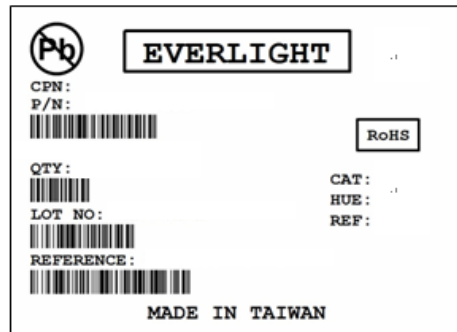 Pb
EVERLIGHT
CPN:
P/N:
RoHS
QTY:
CAT:
HUE:
LOT NO:
REF:
REFERENCE:
MADE IN TAIWAN